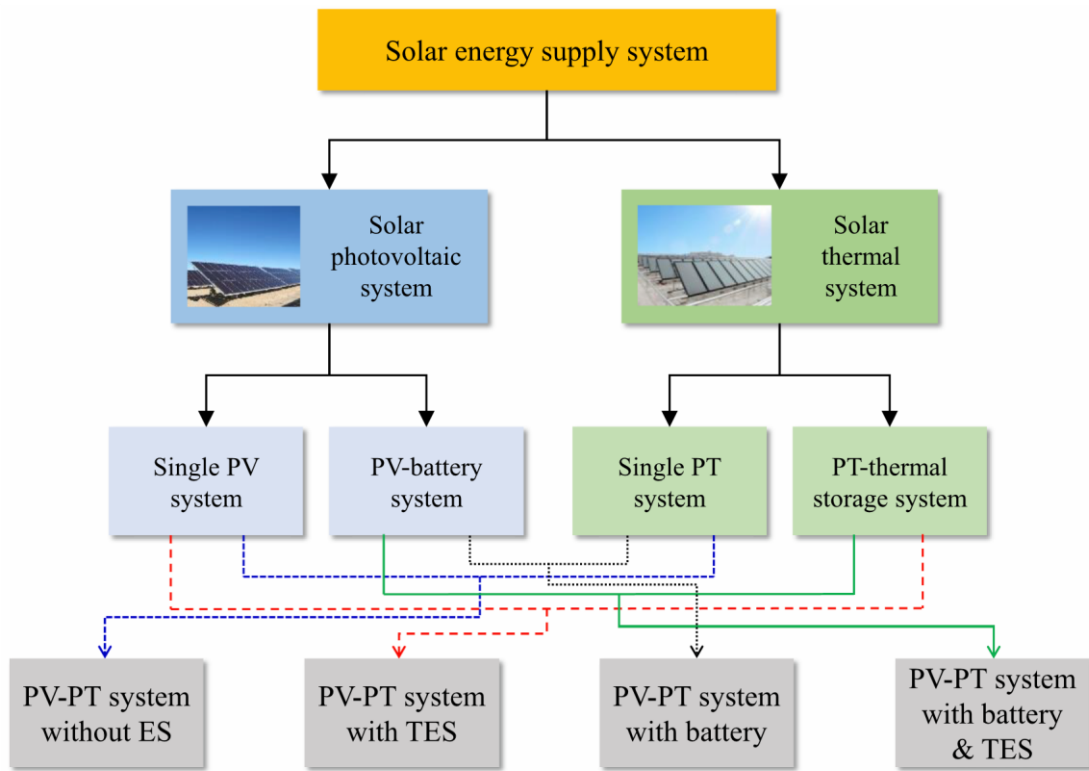 Solar energy supply system
Solar
photovoltaic
system
Solar
thermal
system
Single PV
system
PV-battery
system
Single PT
system
PT-thermal
storage system
PV-PT system
without ES
PV-PT system
with TES
PV-PT system
with battery
PV-PT system
with battery
& TES